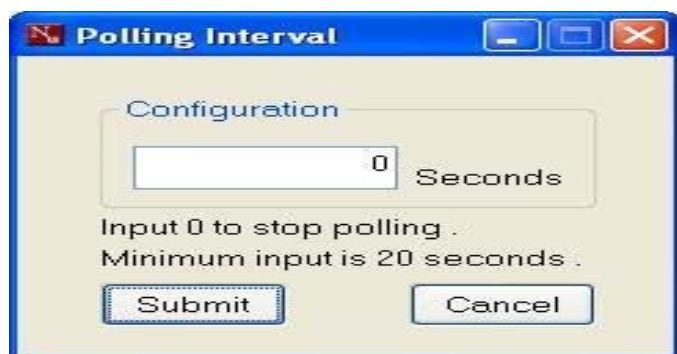 Polling Interval
Configuration
0 Seconds
Input 0 to stop polling .
Minimum input is 20 seconds .
Submit Cancel